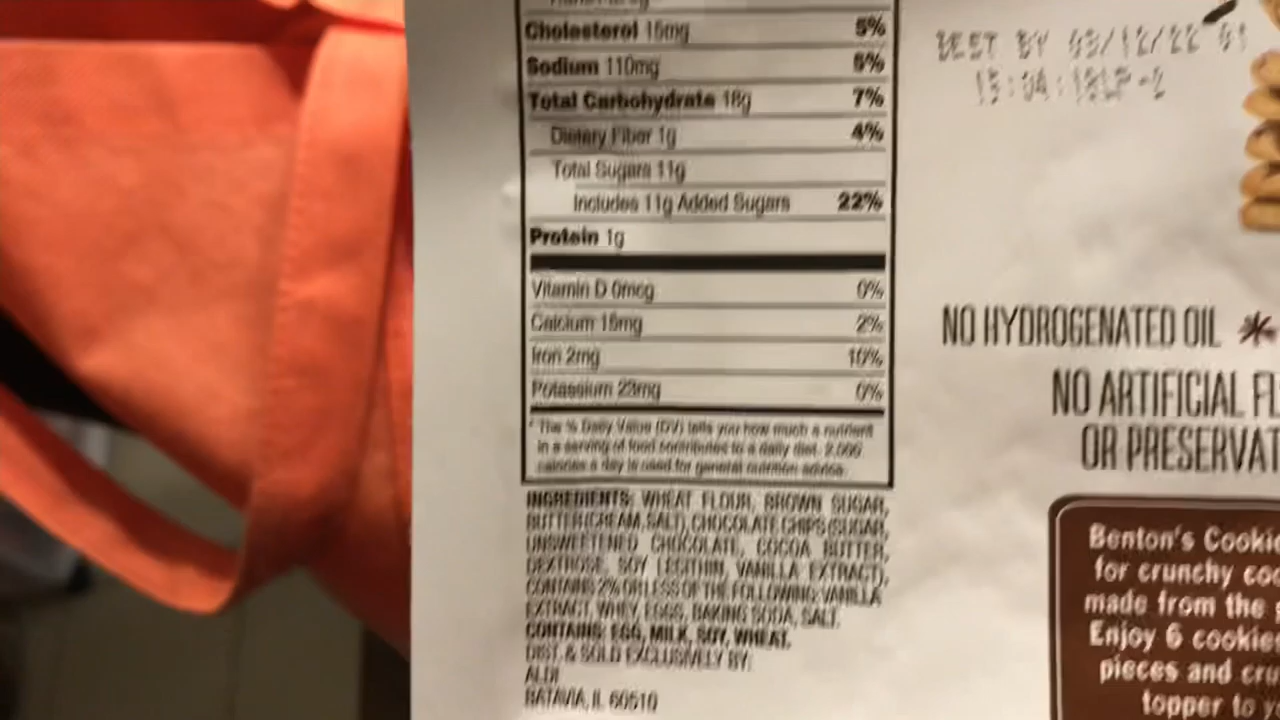 Cholesterol 15mg 5%
Sodium 110mg 5%
Total Carbohydrate 18g 7%
Dietary Fiber 1g 4%
Total Sugars 11g
Includes 11g Added Sugars 22%
Protein 1g
Vitamin D 0mcg 0%
Calcium 15mg 2%
Iron 2mg 10%
Potassium 23mg 0%
* The % Daily Value (DV) tells you how much a nutrient
in a serving of food contributes to a daily diet. 2,000
calories a day is used for general nutrition advice.
INGREDIENTS: WHEAT FLOUR, BROWN SUGAR,
BUTTER (CREAM, SALT), CHOCOLATE CHIPS (SUGAR,
UNSWEETENED CHOCOLATE, COCOA BUTTER,
DEXTROSE, SOY LECITHIN, VANILLA EXTRACT),
CONTAINS 2% OR LESS OF THE FOLLOWING: VANILLA
EXTRACT, WHEY, EGGS, BAKING SODA, SALT.
CONTAINS: EGG, MILK, SOY, WHEAT.
DIST. & SOLD EXCLUSIVELY BY:
ALDI
BATAVIA, IL 60510
BEST BY 03/12/22
NO HYDROGENATED OIL *
NO ARTIFICIAL FL
OR PRESERVAT
Benton's Cookie
for crunchy coo
made from the
Enjoy 6 cookies
pieces and cru
topper to y